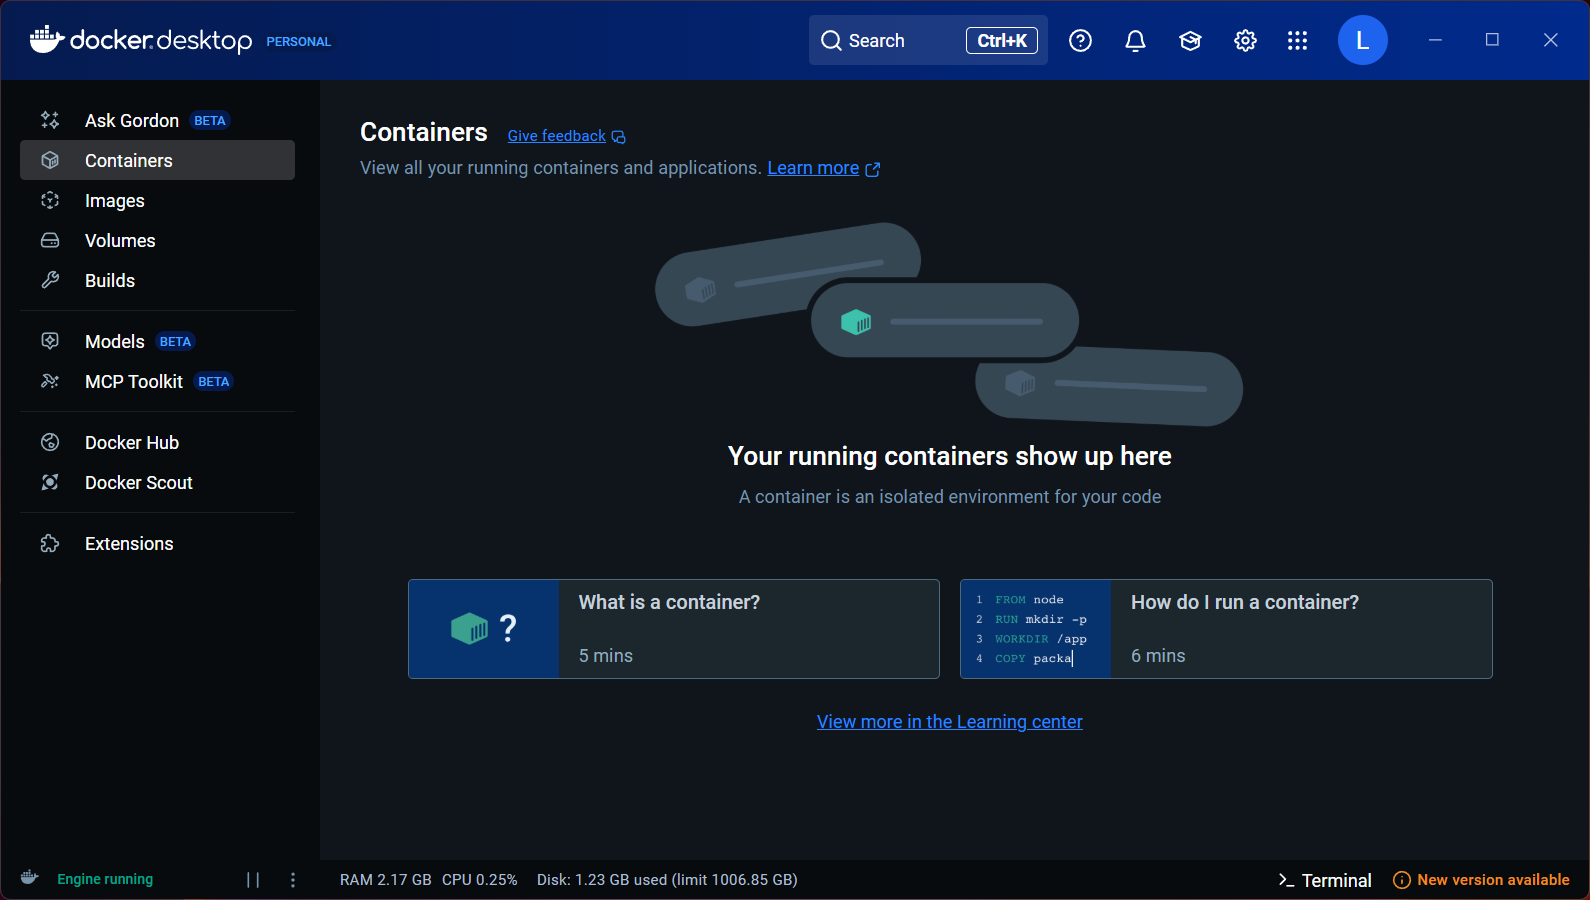 docker.desktop PERSONAL
Search Ctrl+K
L
Ask Gordon BETA
Containers
Images
Volumes
Builds
Models BETA
MCP Toolkit BETA
Docker Hub
Docker Scout
Extensions
Containers Give feedback
View all your running containers and applications. Learn more
Your running containers show up here
A container is an isolated environment for your code
?
What is a container?
5 mins
1 FROM node
2 RUN mkdir -p
3 WORKDIR /app
4 COPY packa
How do I run a container?
6 mins
View more in the Learning center
Engine running
RAM 2.17 GB CPU 0.25% Disk: 1.23 GB used (limit 1006.85 GB)
Terminal
New version available